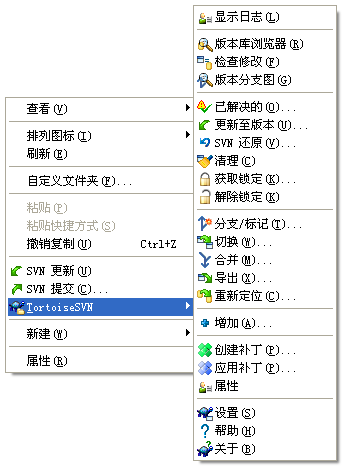 查看(V)
排列图标(I)
刷新(E)
自定义文件夹(F)...
粘贴(P)
粘贴快捷方式(S)
撤销复制(U) Ctrl+Z
SVN 更新(U)
SVN 提交(C)...
TortoiseSVN
新建(W)
属性(R)
显示日志(L)
版本库浏览器(R)
检查修改(F)
版本分支图(G)
已解决的(O)...
更新至版本(U)...
SVN 还原(V)...
清理(C)
获取锁定(K)...
解除锁定(K)
分支/标记(T)...
切换(W)...
合并(M)...
导出(X)...
重新定位(C)...
增加(A)...
创建补丁(P)...
应用补丁(P)...
属性
设置(S)
帮助(H)
关于(B)